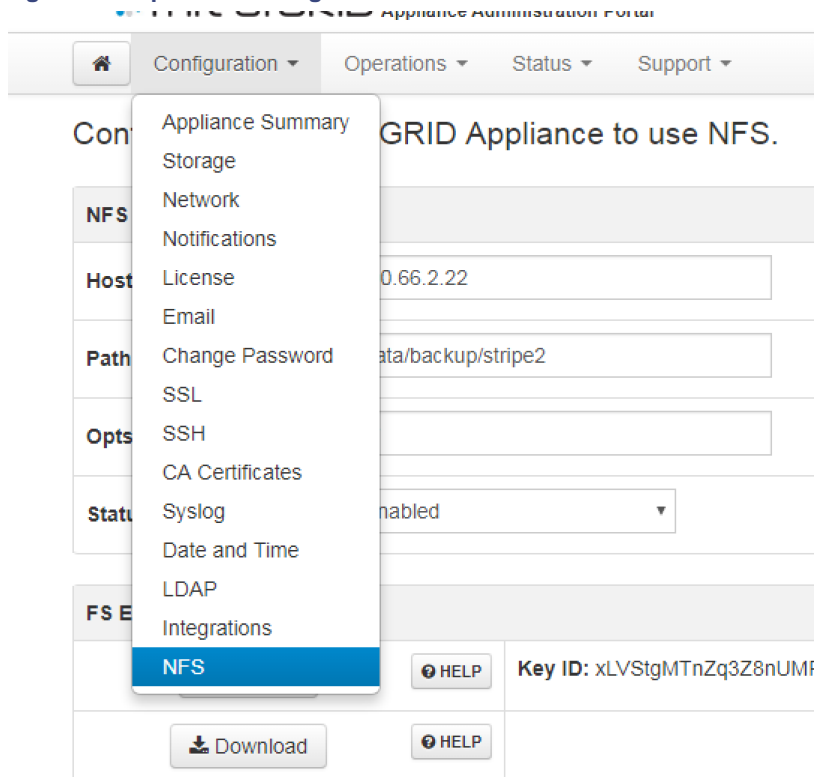 Appliance Administration Portal
Configuration Operations Status Support
Appliance Summary
Storage
Network
Notifications
License
Email
Change Password
SSL
SSH
CA Certificates
Syslog
Date and Time
LDAP
Integrations
NFS
GRID Appliance to use NFS.
NFS
Host 0.66.2.22
Path ata/backup/stripe2
Opts
nabled
FS E
HELP Key ID:
Download HELP